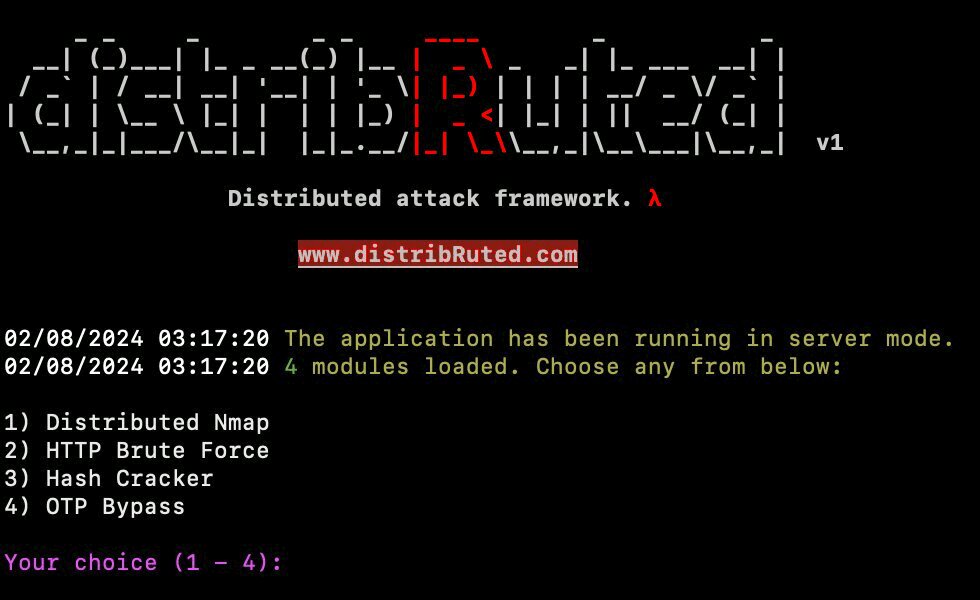 distribRuted v1
Distributed attack framework. λ
www.distribRuted.com
02/08/2024 03:17:20 The application has been running in server mode.
02/08/2024 03:17:20 4 modules loaded. Choose any from below:
1) Distributed Nmap
2) HTTP Brute Force
3) Hash Cracker
4) OTP Bypass
Your choice (1 – 4):